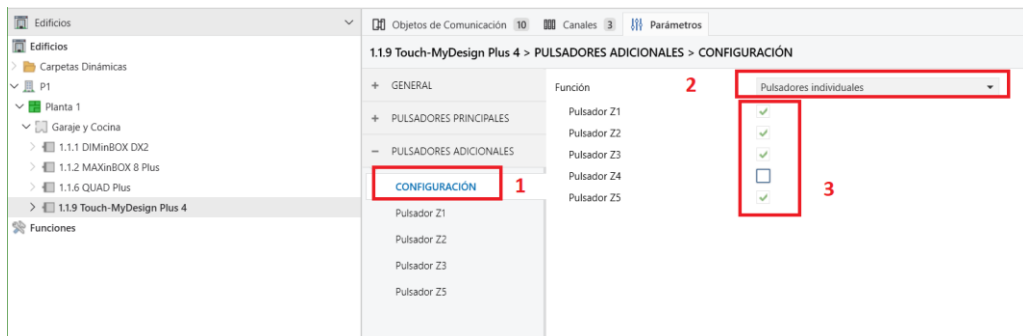 Edificios
Edificios
Carpetas Dinámicas
P1
Planta 1
Garaje y Cocina
1.1.1 DIMinBOX DX2
1.1.2 MAXinBOX 8 Plus
1.1.6 QUAD Plus
1.1.9 Touch-MyDesign Plus 4
Funciones
Objetos de Comunicación 10 Canales 3 Parámetros
1.1.9 Touch-MyDesign Plus 4 > PULSADORES ADICIONALES > CONFIGURACIÓN
+ GENERAL
+ PULSADORES PRINCIPALES
− PULSADORES ADICIONALES
CONFIGURACIÓN 1
Pulsador Z1
Pulsador Z2
Pulsador Z3
Pulsador Z5
Función 2 Pulsadores individuales
Pulsador Z1
Pulsador Z2
Pulsador Z3
Pulsador Z4
Pulsador Z5
3